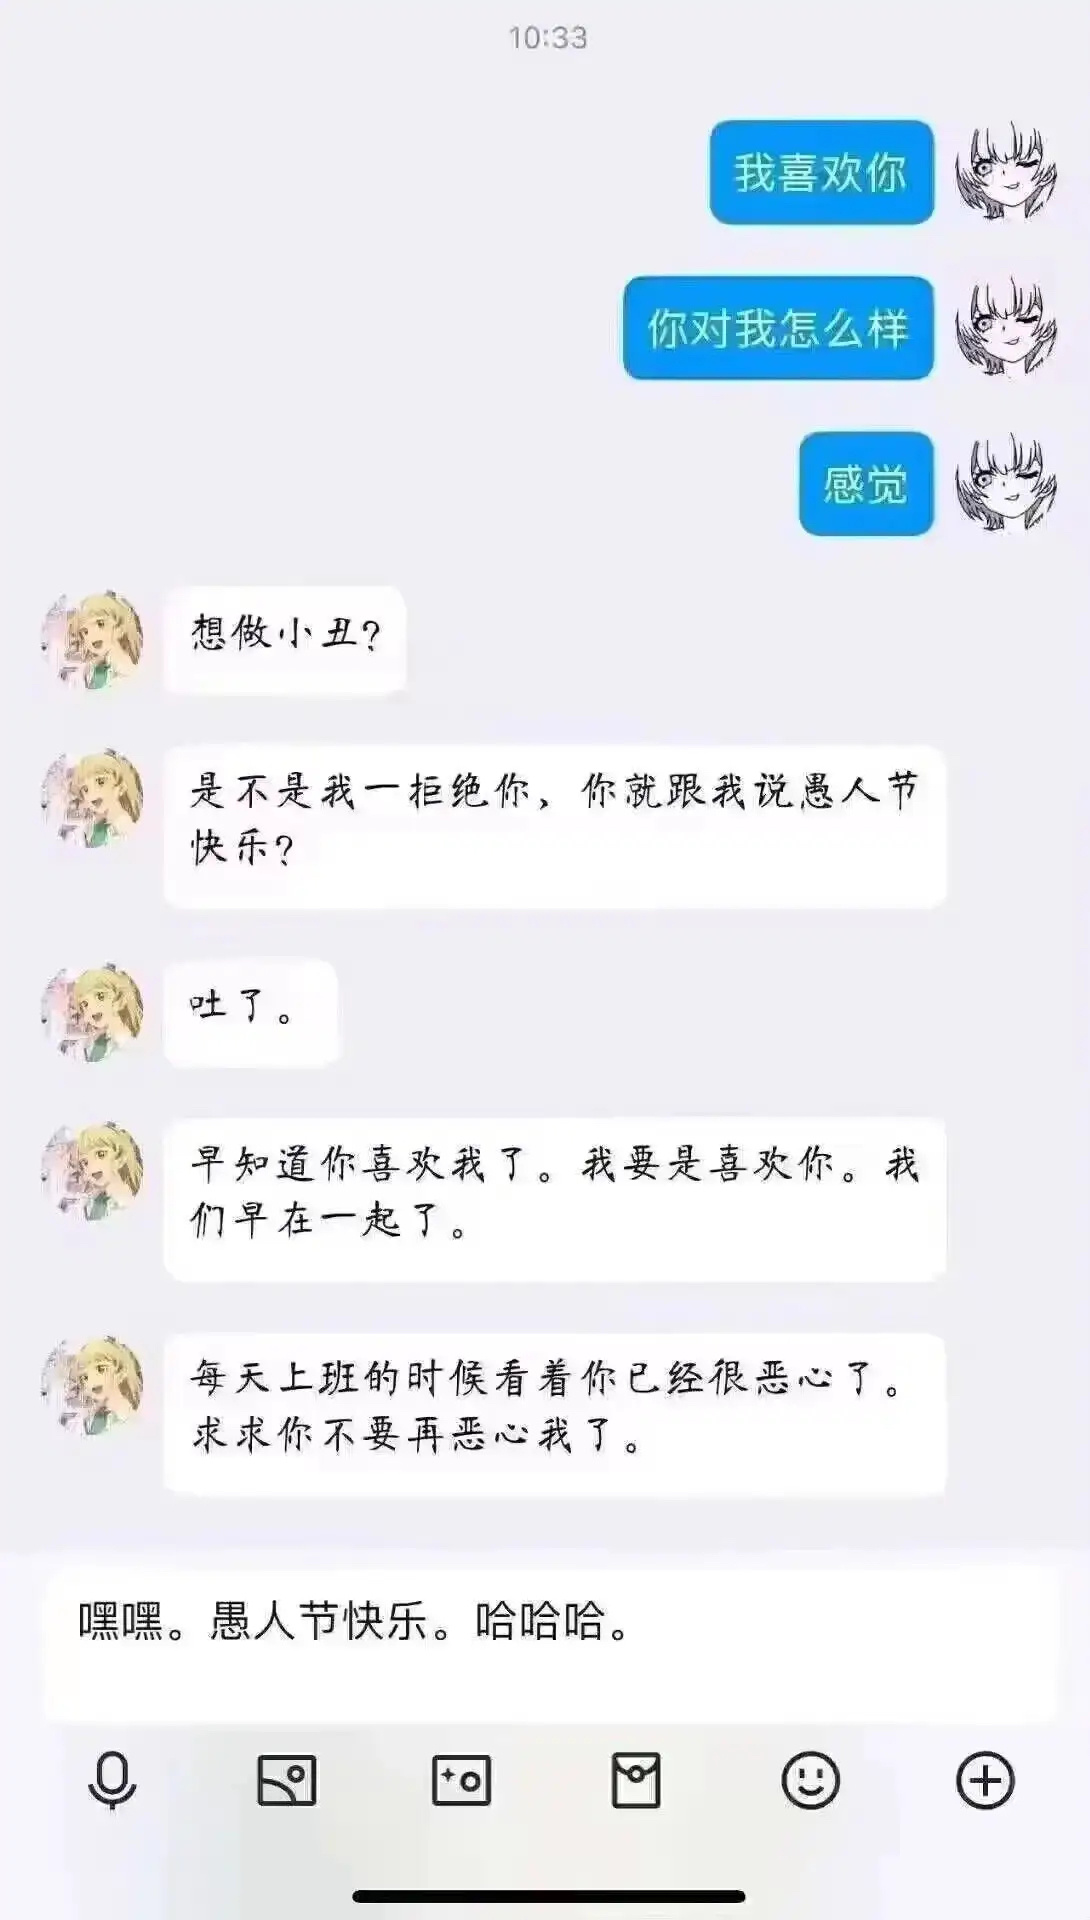 10:33
我喜欢你
你对我怎么样
感觉
想做小丑?
是不是我一拒绝你，你就跟我说愚人节
快乐?
吐了。
早知道你喜欢我了。我要是喜欢你。我
们早在一起了。
每天上班的时候看着你已经很恶心了。
求求你不要再恶心我了。
嘿嘿。愚人节快乐。哈哈哈。